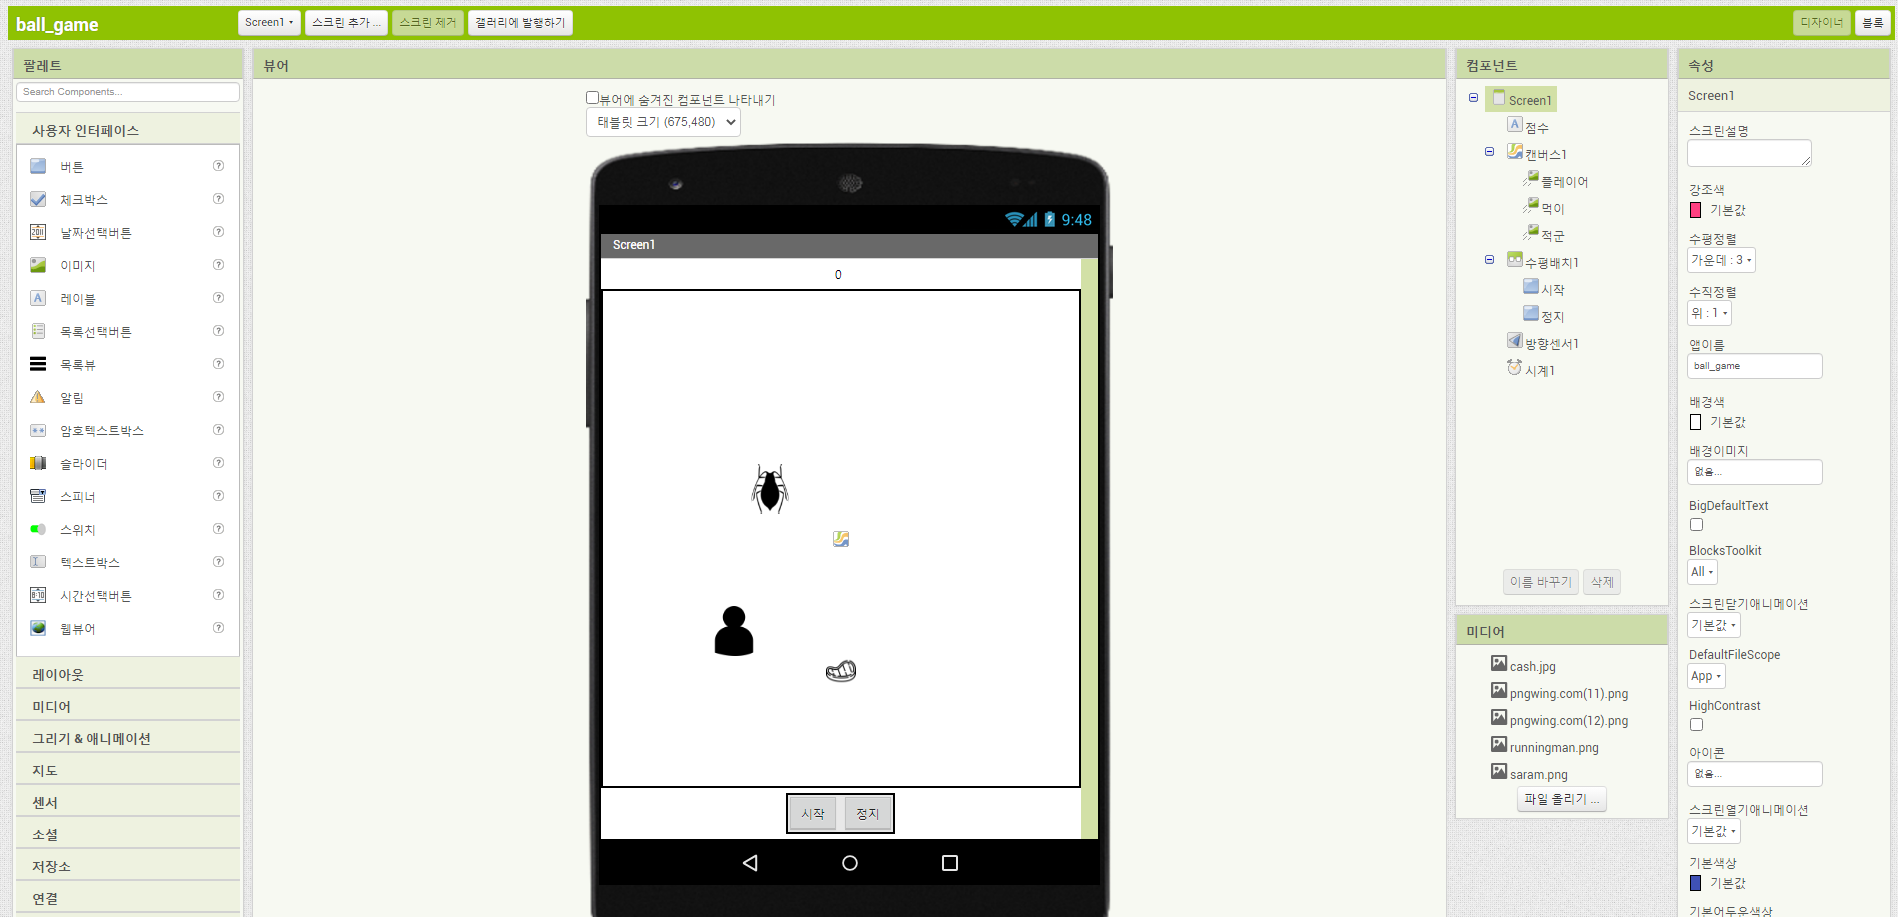 ball_game
Screen1
스크린 추가 ...
스크린 제거
갤러리에 발행하기
디자이너
블록
팔레트
Search Components...
사용자 인터페이스
버튼
체크박스
날짜선택버튼
이미지
레이블
목록선택버튼
목록뷰
알림
암호텍스트박스
슬라이더
스피너
스위치
텍스트박스
시간선택버튼
웹뷰어
레이아웃
미디어
그리기 & 애니메이션
지도
센서
소셜
저장소
연결
뷰어
뷰어에 숨겨진 컴포넌트 나타내기
태블릿 크기 (675,480)
9:48
Screen1
0
시작
정지
컴포넌트
Screen1
점수
캔버스1
플레이어
먹이
적군
수평배치1
시작
정지
방향센서1
시계1
이름 바꾸기
삭제
미디어
cash.jpg
pngwing.com(11).png
pngwing.com(12).png
runningman.png
saram.png
파일 올리기 ...
속성
Screen1
스크린설명
강조색
기본값
수평정렬
가운데 : 3
수직정렬
위 : 1
앱이름
ball_game
배경색
기본값
배경이미지
없음...
BigDefaultText
BlocksToolkit
All
스크린닫기애니메이션
기본값
DefaultFileScope
App
HighContrast
아이콘
없음...
스크린열기애니메이션
기본값
기본색상
기본값
기본어두운색상